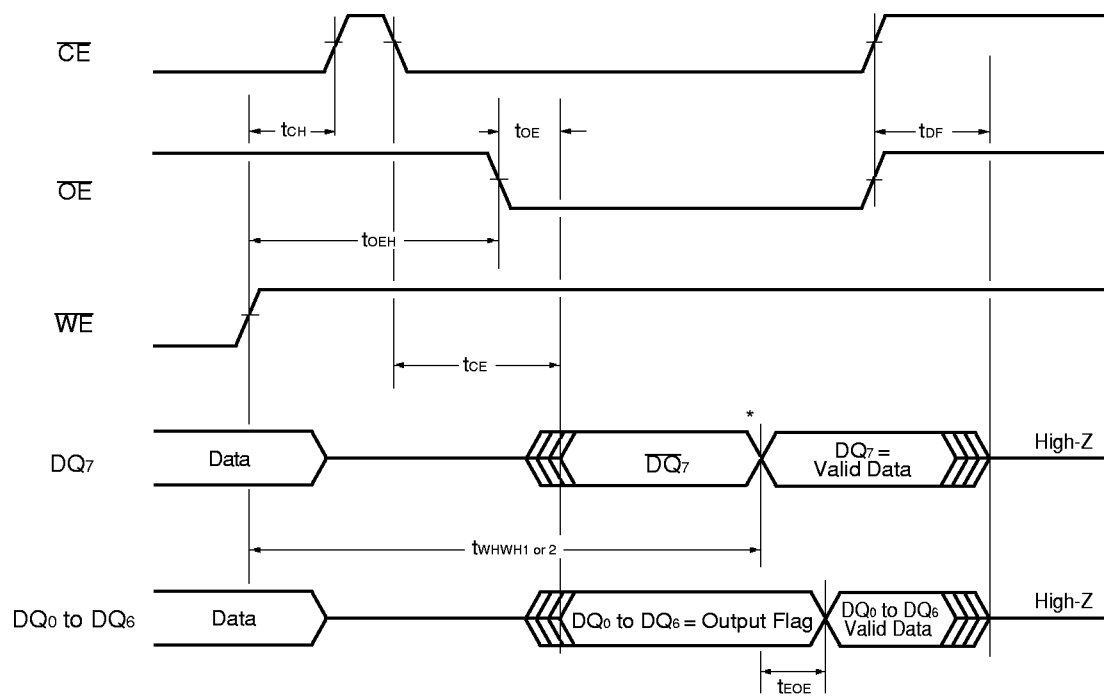 CE
tCH
tOE
tDF
OE
tOEH
WE
tCE
*
DQ7
Data
DQ7
DQ7 =
Valid Data
High-Z
tWHWH1 or 2
DQ0 to DQ6
Data
DQ0 to DQ6 = Output Flag
DQ0 to DQ6
Valid Data
High-Z
tEOE